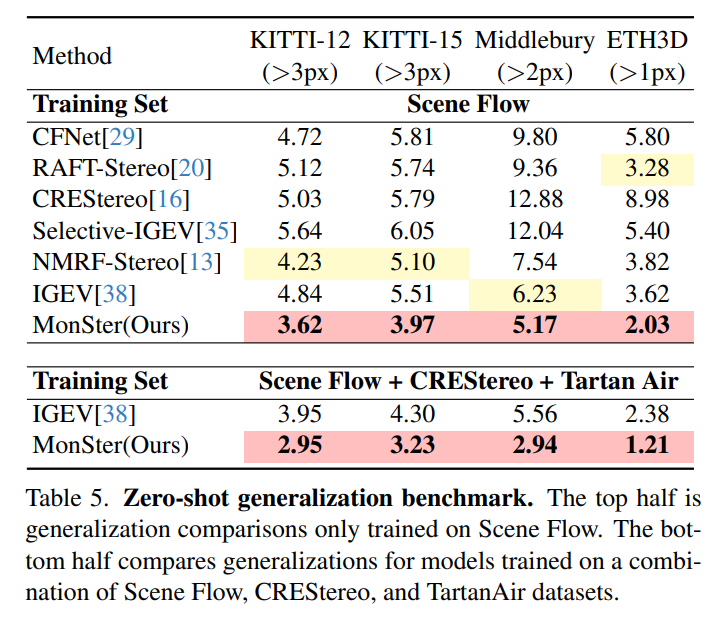 Method KITTI-12 KITTI-15 Middlebury ETH3D
(>3px) (>3px) (>2px) (>1px)
Training Set Scene Flow
CFNet[29] 4.72 5.81 9.80 5.80
RAFT-Stereo[20] 5.12 5.74 9.36 3.28
CREStereo[16] 5.03 5.79 12.88 8.98
Selective-IGEV[35] 5.64 6.05 12.04 5.40
NMRF-Stereo[13] 4.23 5.10 7.54 3.82
IGEV[38] 4.84 5.51 6.23 3.62
MonSter(Ours) 3.62 3.97 5.17 2.03
Training Set Scene Flow + CREStereo + Tartan Air
IGEV[38] 3.95 4.30 5.56 2.38
MonSter(Ours) 2.95 3.23 2.94 1.21
Table 5. Zero-shot generalization benchmark. The top half is
generalization comparisons only trained on Scene Flow. The bot-
tom half compares generalizations for models trained on a combi-
nation of Scene Flow, CREStereo, and TartanAir datasets.